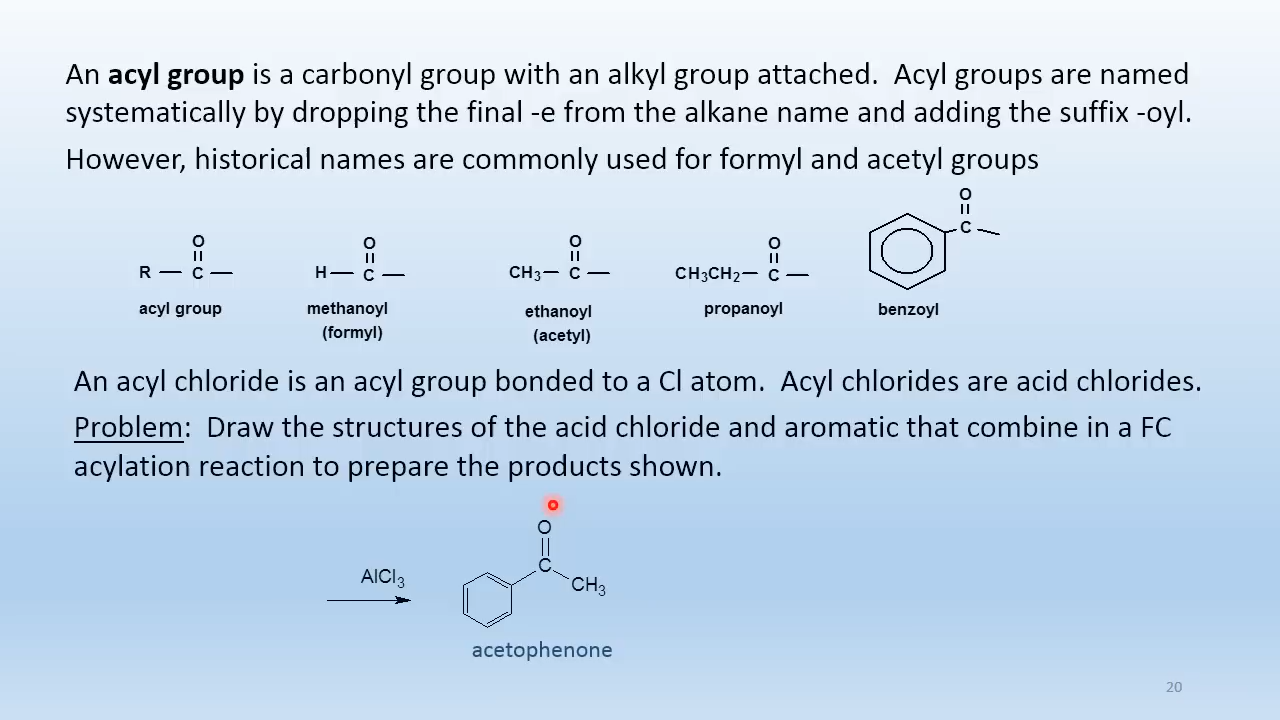 An acyl group is a carbonyl group with an alkyl group attached.  Acyl groups are named
systematically by dropping the final -e from the alkane name and adding the suffix -oyl.
However, historical names are commonly used for formyl and acetyl groups
O O O O O
R — C — H — C — CH₃— C — CH₃CH₂— C — C
acyl group methanoyl ethanoyl propanoyl benzoyl
(formyl) (acetyl)
An acyl chloride is an acyl group bonded to a Cl atom.  Acyl chlorides are acid chlorides.
Problem:  Draw the structures of the acid chloride and aromatic that combine in a FC
acylation reaction to prepare the products shown.
O
C
AlCl₃ CH₃
acetophenone
20